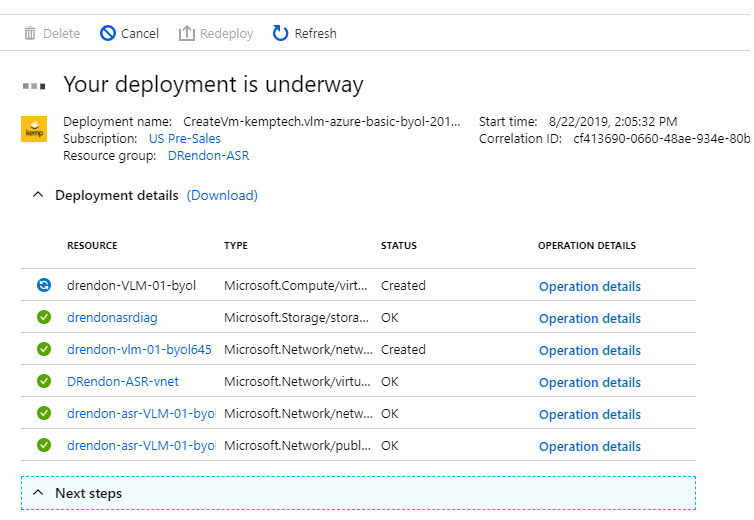 Delete Cancel Redeploy Refresh
Your deployment is underway
kemp
Deployment name: CreateVm-kemptech.vlm-azure-basic-byol-201... Start time: 8/22/2019, 2:05:32 PM
Subscription: US Pre-Sales Correlation ID: cf413690-0660-48ae-934e-80b
Resource group: DRendon-ASR
Deployment details (Download)
RESOURCE TYPE STATUS OPERATION DETAILS
drendon-VLM-01-byol Microsoft.Compute/virt... Created Operation details
drendonasrdiag Microsoft.Storage/stora... OK Operation details
drendon-vlm-01-byol645 Microsoft.Network/netw... Created Operation details
DRendon-ASR-vnet Microsoft.Network/virtu... OK Operation details
drendon-asr-VLM-01-byol Microsoft.Network/netw... OK Operation details
drendon-asr-VLM-01-byol Microsoft.Network/publ... OK Operation details
Next steps